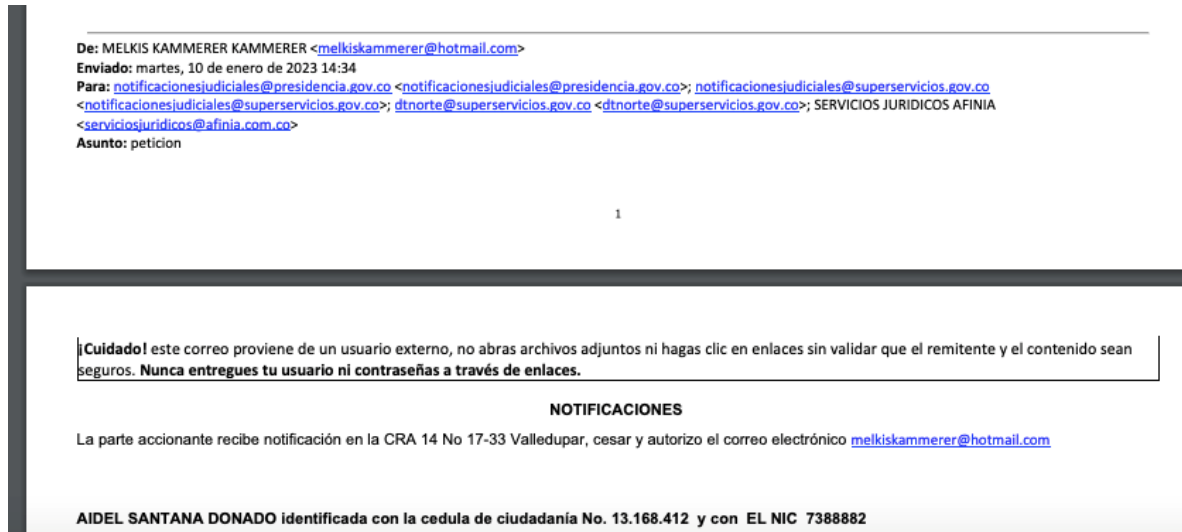 De: MELKIS KAMMERER KAMMERER <melkiskammerer@hotmail.com>
Enviado: martes, 10 de enero de 2023 14:34
Para: notificacionesjudiciales@presidencia.gov.co <notificacionesjudiciales@presidencia.gov.co>; notificacionesjudiciales@superservicios.gov.co
<notificacionesjudiciales@superservicios.gov.co>; dtnorte@superservicios.gov.co <dtnorte@superservicios.gov.co>; SERVICIOS JURIDICOS AFINIA
<serviciosjuridicos@afinia.com.co>
Asunto: peticion
1
¡Cuidado! este correo proviene de un usuario externo, no abras archivos adjuntos ni hagas clic en enlaces sin validar que el remitente y el contenido sean
seguros. Nunca entregues tu usuario ni contraseñas a través de enlaces.
NOTIFICACIONES
La parte accionante recibe notificación en la CRA 14 No 17-33 Valledupar, cesar y autorizo el correo electrónico melkiskammerer@hotmail.com
AIDEL SANTANA DONADO identificada con la cedula de ciudadanía No. 13.168.412 y con EL NIC 7388882